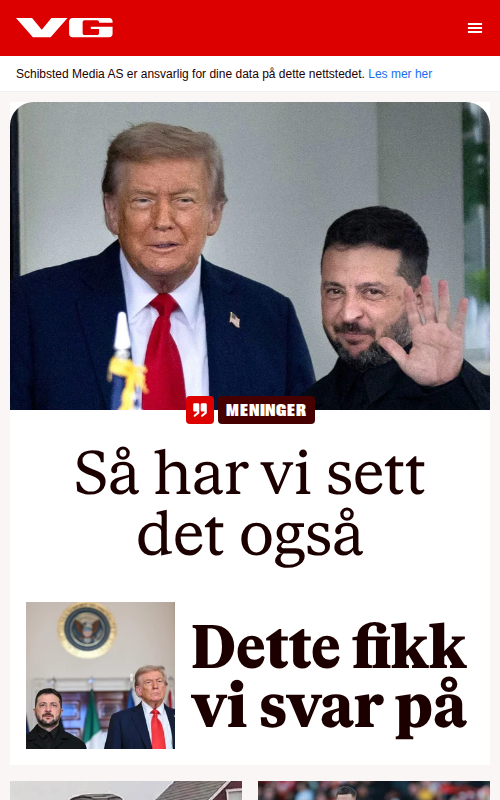 VG
Schibsted Media AS er ansvarlig for dine data på dette nettstedet. Les mer her
MENINGER
Så har vi sett
det også
Dette fikk
vi svar på